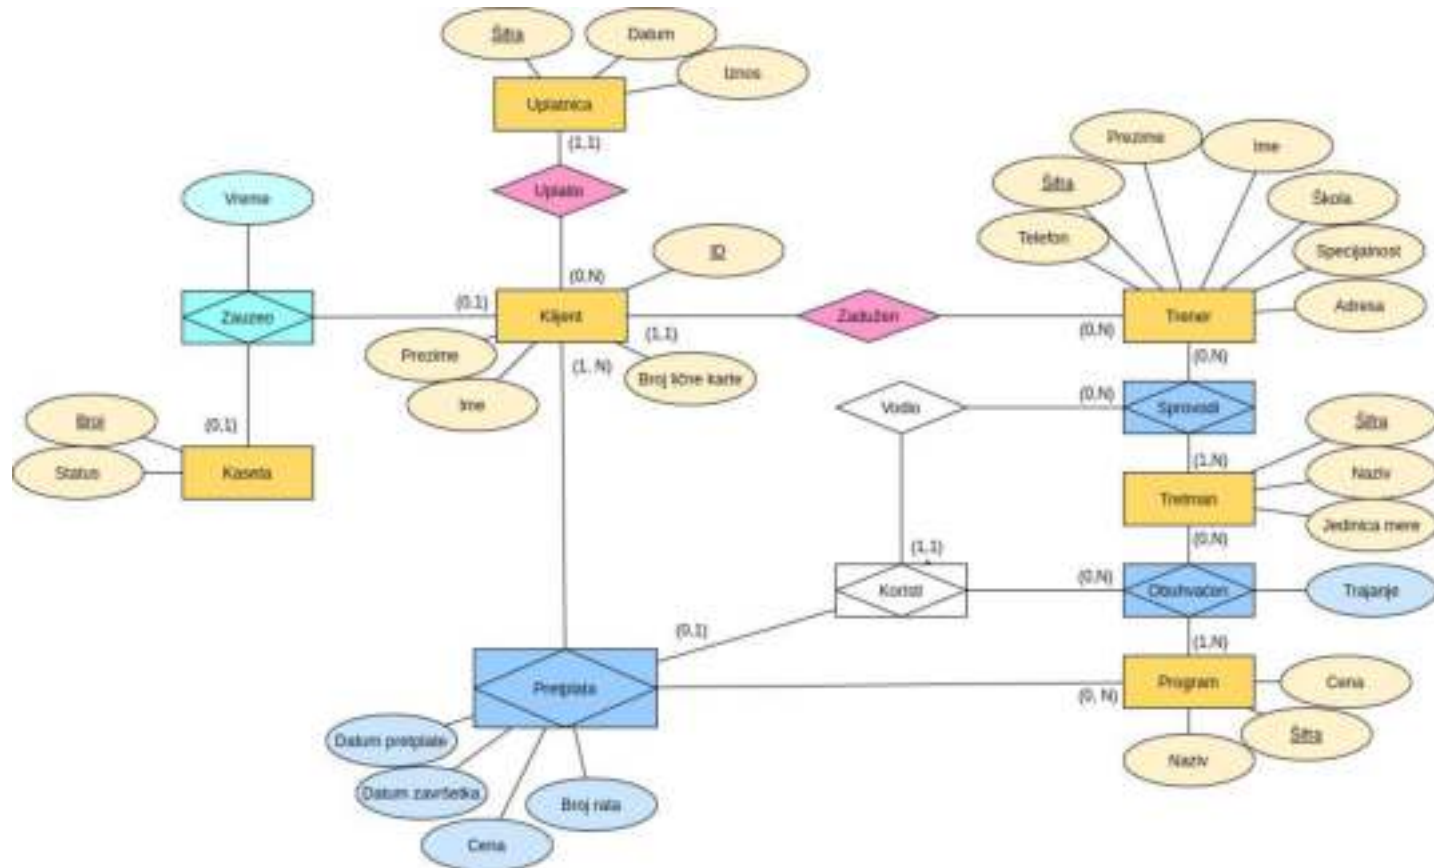 Šifra
Datum
Iznos
Uplatnica
(1,1)
Uplatio
(0,N)
Vreme
Zauzeo
(0,1)
(0,1)
Broj
Status
Kaseta
Klijent
ID
Prezime
Ime
(1,1)
(1, N)
Broj lične karte
Zadužen
(0,N)
Prezime
Ime
Šifra
Škola
Telefon
Specijalnost
Adresa
Trener
(0,N)
Vodio
(0,N)
Sprovodi
(1,N)
Šifra
Naziv
Jedinica mere
Tretman
(0,N)
(1,1)
Koristi
(0,N)
Obuhvaćen
Trajanje
(0,1)
(1,N)
Pretplata
(0, N)
Program
Cena
Šifra
Naziv
Datum pretplate
Datum završetka
Cena
Broj rata